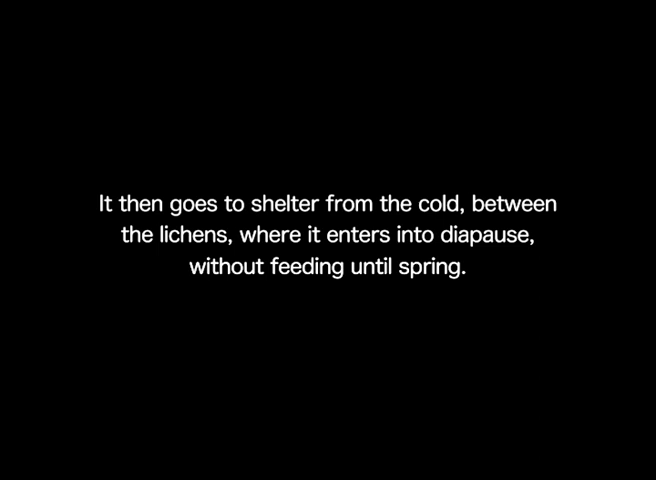 It then goes to shelter from the cold, between
the lichens, where it enters into diapause,
without feeding until spring.